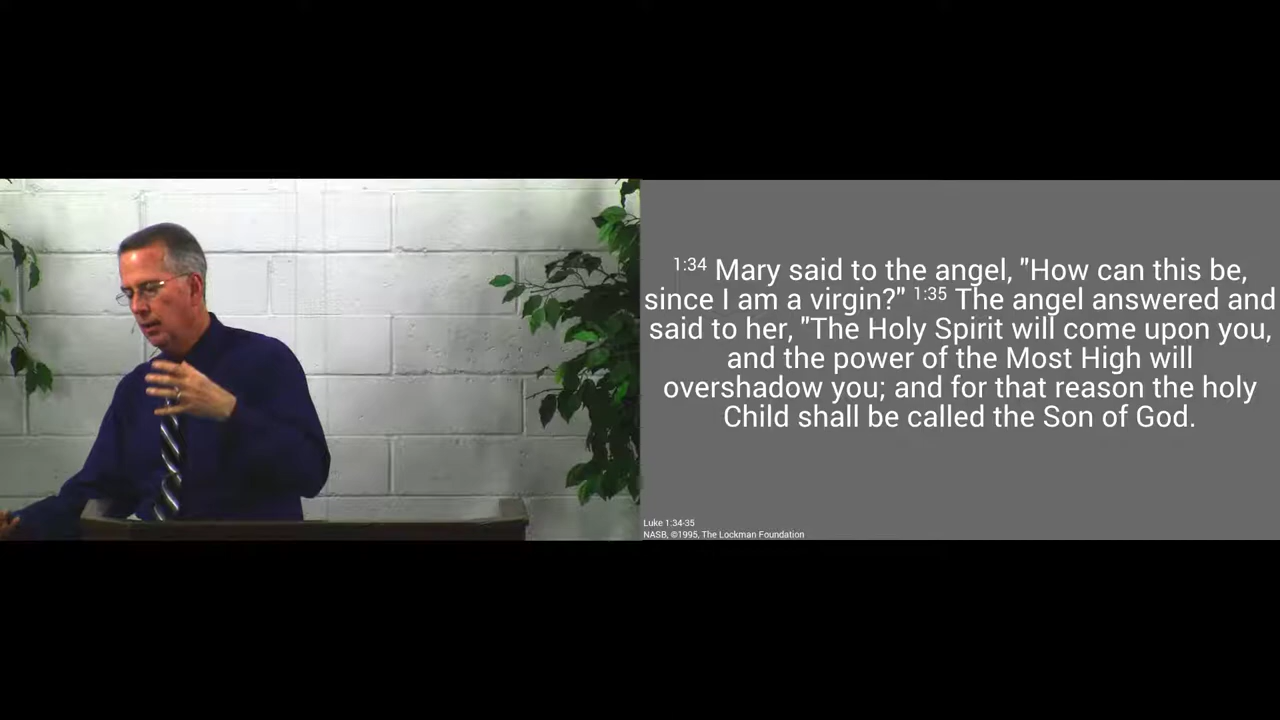 1:34 Mary said to the angel, "How can this be,
since I am a virgin?" 1:35 The angel answered and
said to her, "The Holy Spirit will come upon you,
and the power of the Most High will
overshadow you; and for that reason the holy
Child shall be called the Son of God.
Luke 1:34-35
NASB, ©1995, The Lockman Foundation